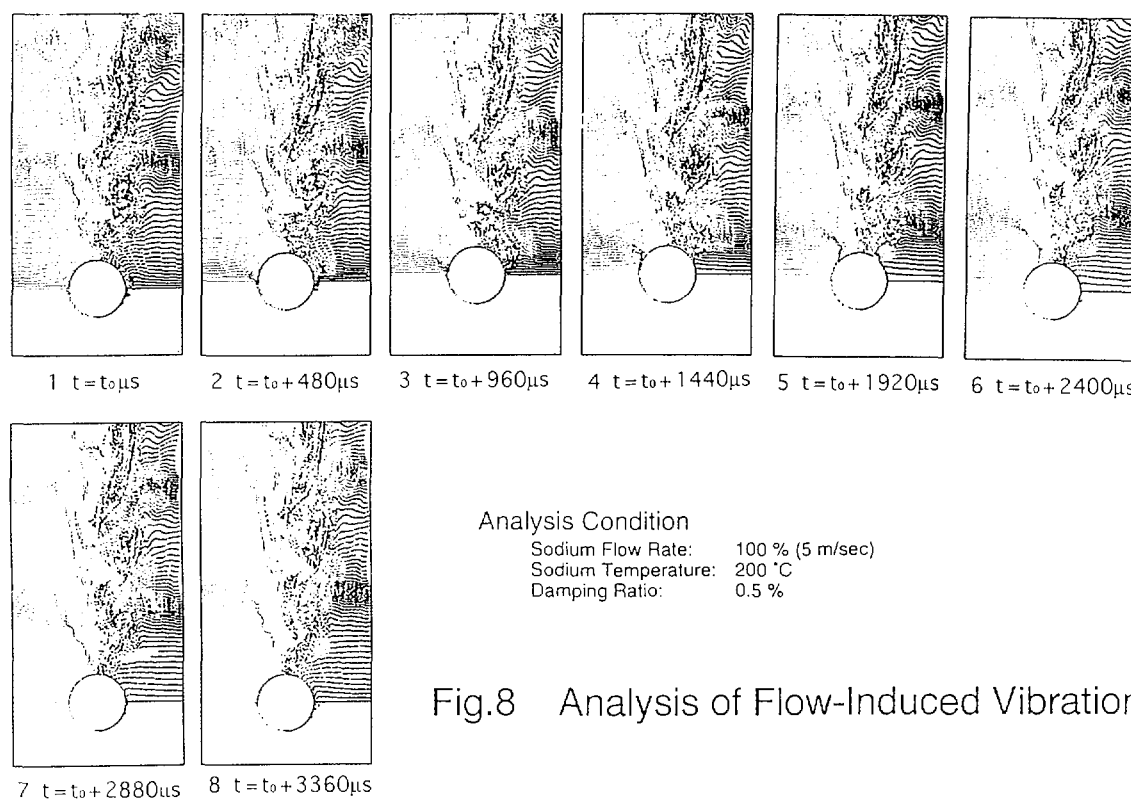 1 t=t₀μs
2 t=t₀+480μs
3 t=t₀+960μs
4 t=t₀+1440μs
5 t=t₀+1920μs
6 t=t₀+2400μs
7 t=t₀+2880μs
8 t=t₀+3360μs
Analysis Condition
Sodium Flow Rate: 100 % (5 m/sec)
Sodium Temperature: 200 °C
Damping Ratio: 0.5 %
Fig.8 Analysis of Flow-Induced Vibration